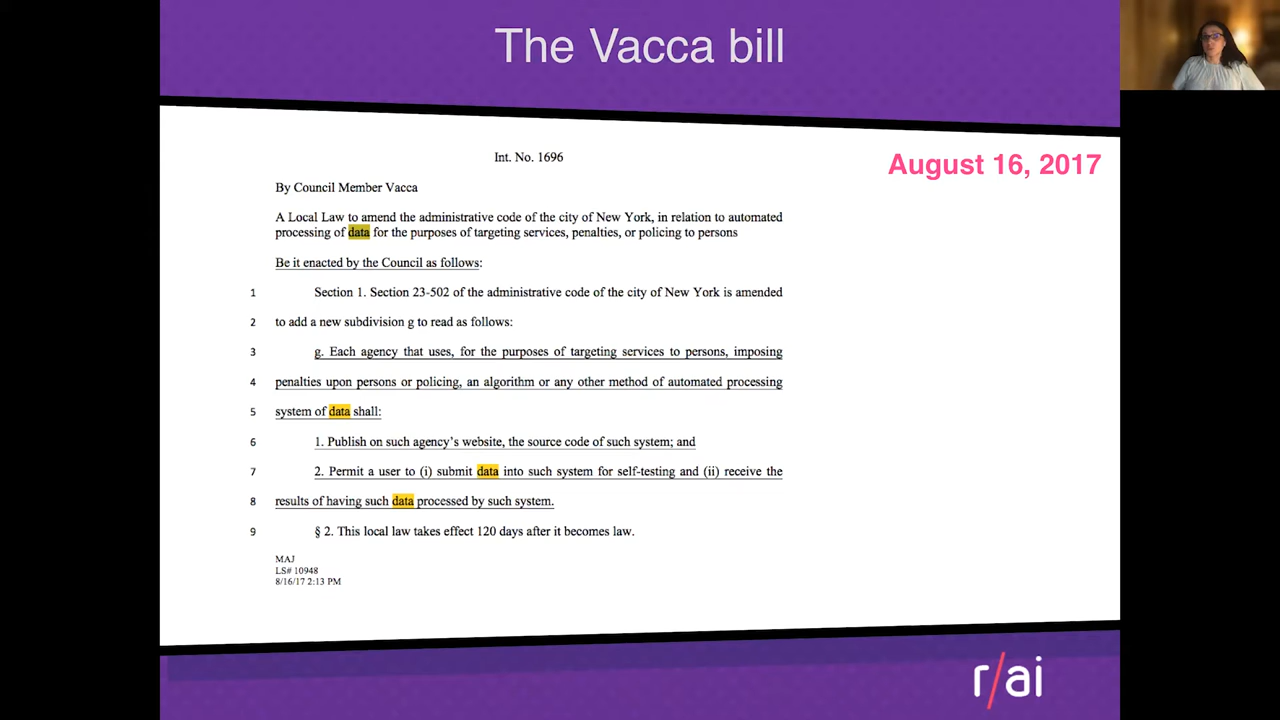 The Vacca bill
August 16, 2017
Int. No. 1696
By Council Member Vacca
A Local Law to amend the administrative code of the city of New York, in relation to automated
processing of data for the purposes of targeting services, penalties, or policing to persons
Be it enacted by the Council as follows:
1 Section 1. Section 23-502 of the administrative code of the city of New York is amended
2 to add a new subdivision g to read as follows:
3 g. Each agency that uses, for the purposes of targeting services to persons, imposing
4 penalties upon persons or policing, an algorithm or any other method of automated processing
5 system of data shall:
6 1. Publish on such agency's website, the source code of such system; and
7 2. Permit a user to (i) submit data into such system for self-testing and (ii) receive the
8 results of having such data processed by such system.
9 § 2. This local law takes effect 120 days after it becomes law.
MAJ
LS# 10948
8/16/17 2:13 PM
r/ai